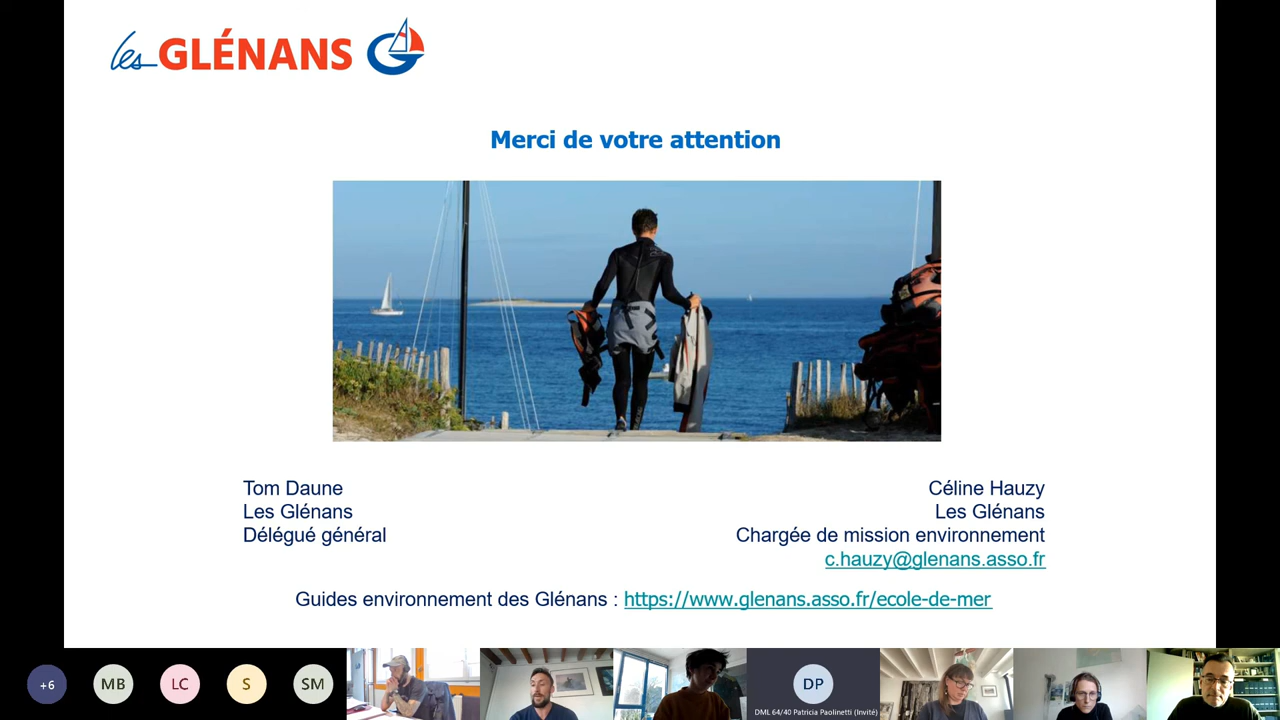 les GLÉNANS
Merci de votre attention
Tom Daune
Les Glénans
Délégué général
Céline Hauzy
Les Glénans
Chargée de mission environnement
c.hauzy@glenans.asso.fr
Guides environnement des Glénans : https://www.glenans.asso.fr/ecole-de-mer
+6
MB
LC
S
SM
DP
DML 64/40 Patricia Paolinetti (Invité)